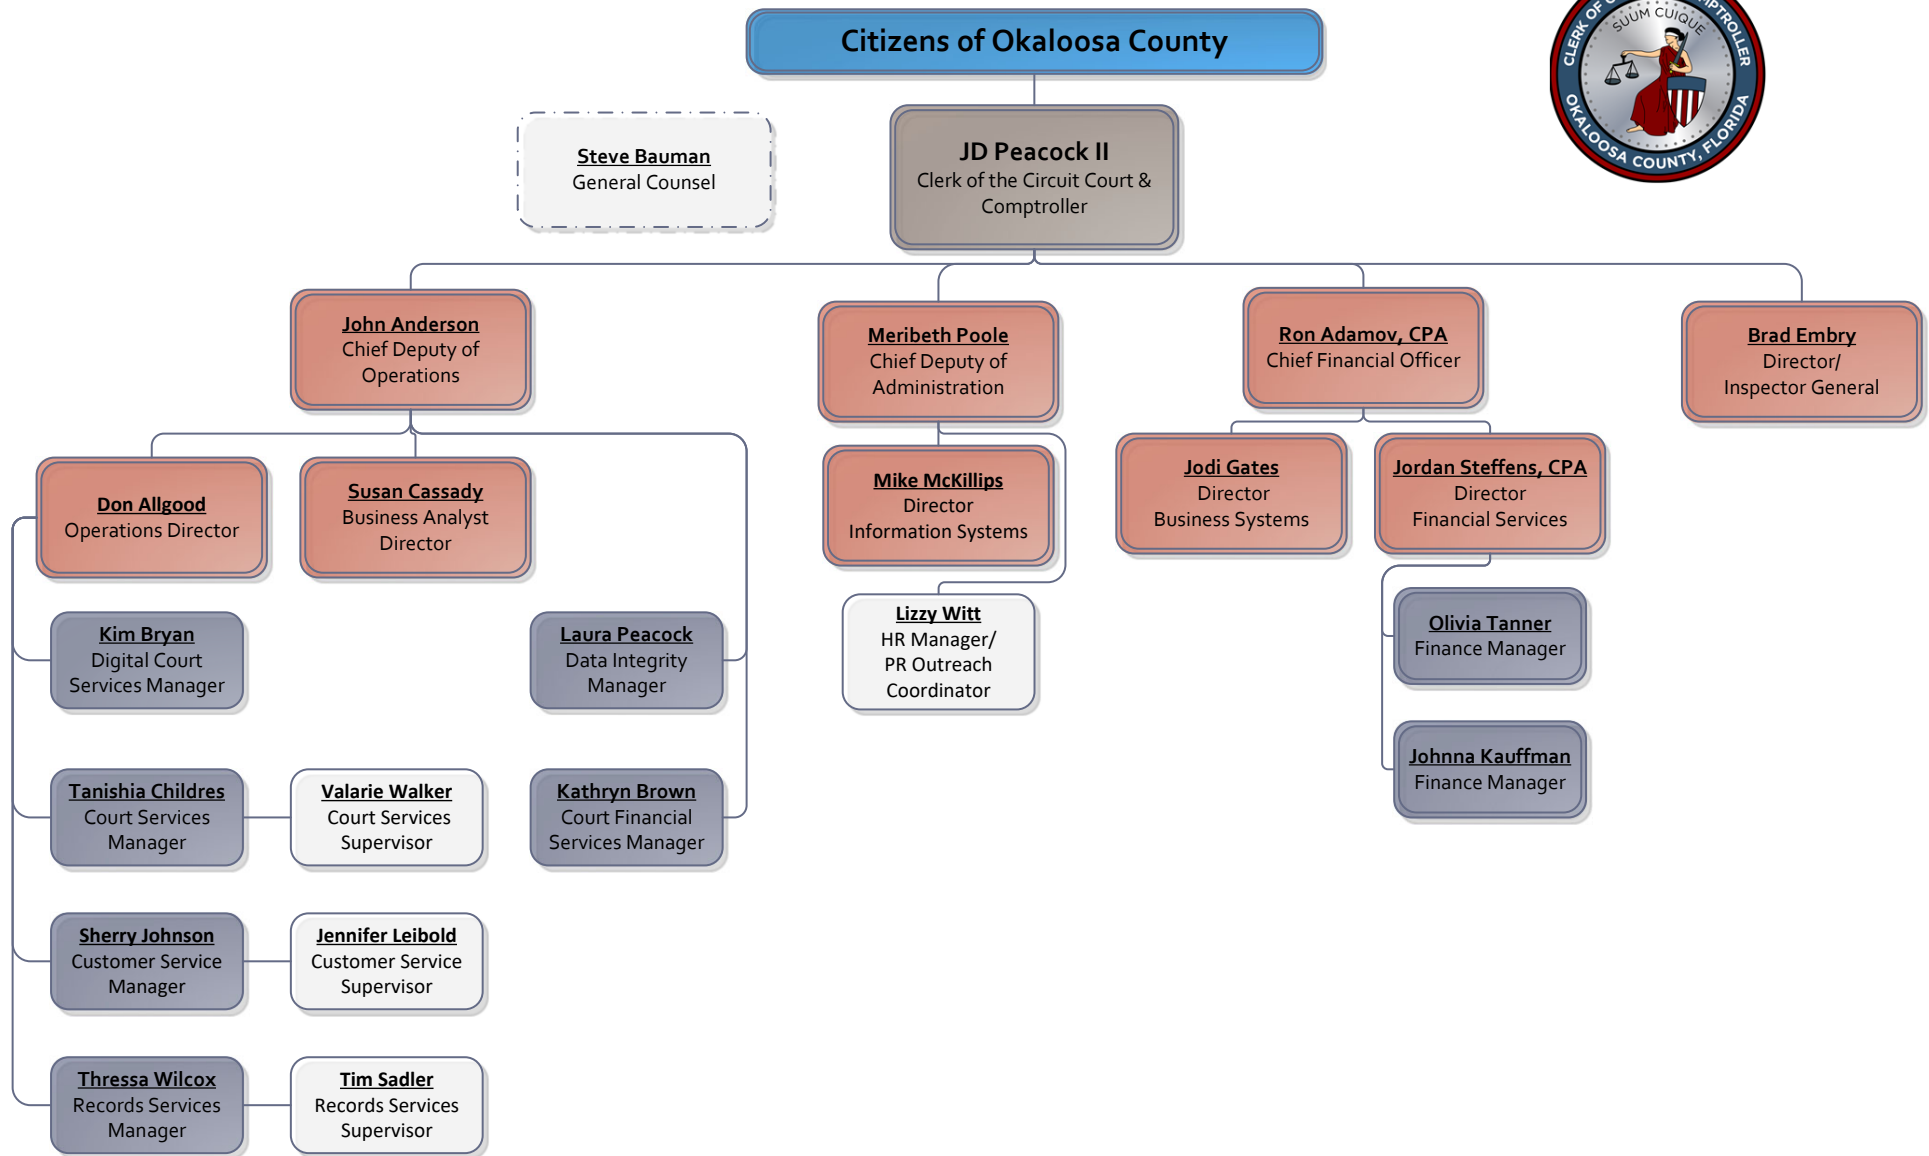 Citizens of Okaloosa County
SUUM CUIQUE
CLERK OF
OKALOOSA COUNTY, FLORIDA
Steve Bauman
General Counsel
JD Peacock II
Clerk of the Circuit Court &
Comptroller
John Anderson
Chief Deputy of
Operations
Meribeth Poole
Chief Deputy of
Administration
Ron Adamov, CPA
Chief Financial Officer
Brad Embry
Director/
Inspector General
Don Allgood
Operations Director
Susan Cassady
Business Analyst
Director
Mike McKillips
Director
Information Systems
Jodi Gates
Director
Business Systems
Jordan Steffens, CPA
Director
Financial Services
Kim Bryan
Digital Court
Services Manager
Laura Peacock
Data Integrity
Manager
Lizzy Witt
HR Manager/
PR Outreach
Coordinator
Olivia Tanner
Finance Manager
Johnna Kauffman
Finance Manager
Tanishia Childres
Court Services
Manager
Valarie Walker
Court Services
Supervisor
Kathryn Brown
Court Financial
Services Manager
Sherry Johnson
Customer Service
Manager
Jennifer Leibold
Customer Service
Supervisor
Thressa Wilcox
Records Services
Manager
Tim Sadler
Records Services
Supervisor